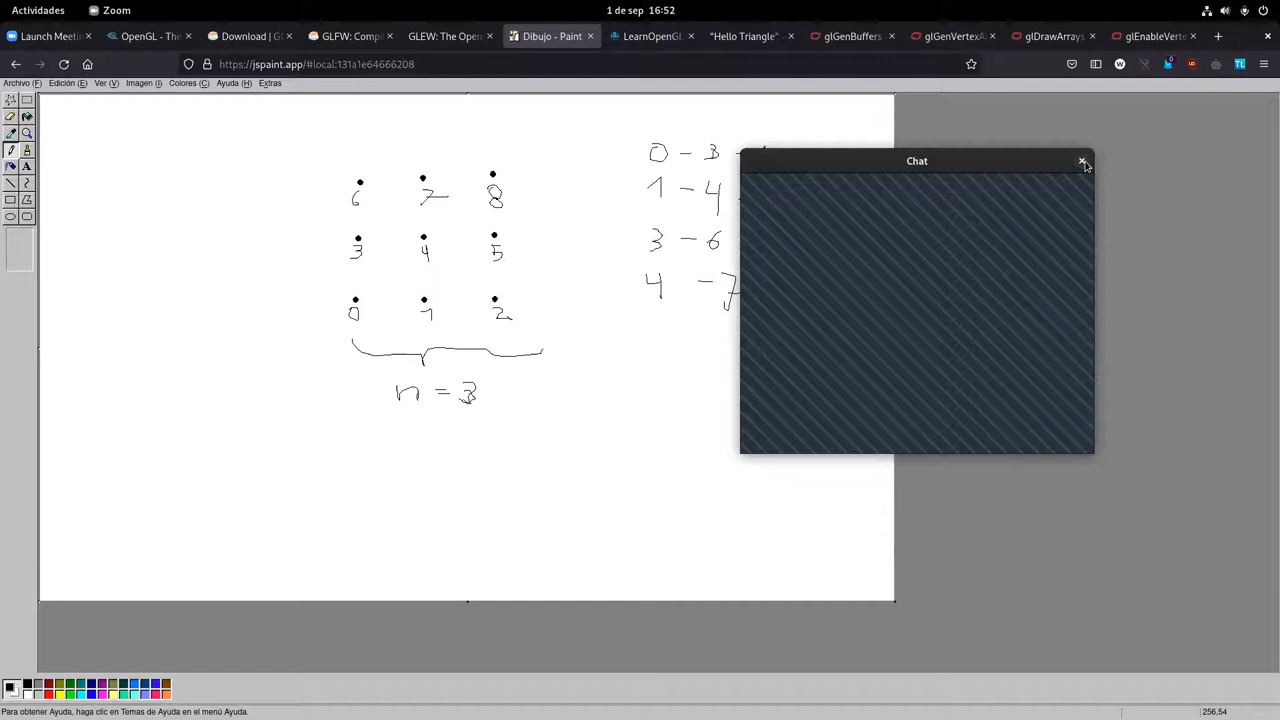 Actividades Zoom 1 de sep 16:52
Launch Meetin OpenGL - The Download | GL GLFW: Compil GLEW: The Open Dibujo - Paint LearnOpenGL "Hello Triangle" glGenBuffers glGenVertexA glDrawArrays glEnableVerte
https://jspaint.app/#local:131a1e64666208
Archivo (F) Edición (E) Ver (V) Imagen (I) Colores (C) Ayuda (H) Extras
Chat
0 - 3 -
1 - 4
3 - 6
4 - 7
6 7 8
3 4 5
0 1 2
n = 3
Para obtener Ayuda, haga clic en Temas de Ayuda en el menú Ayuda. 256,54